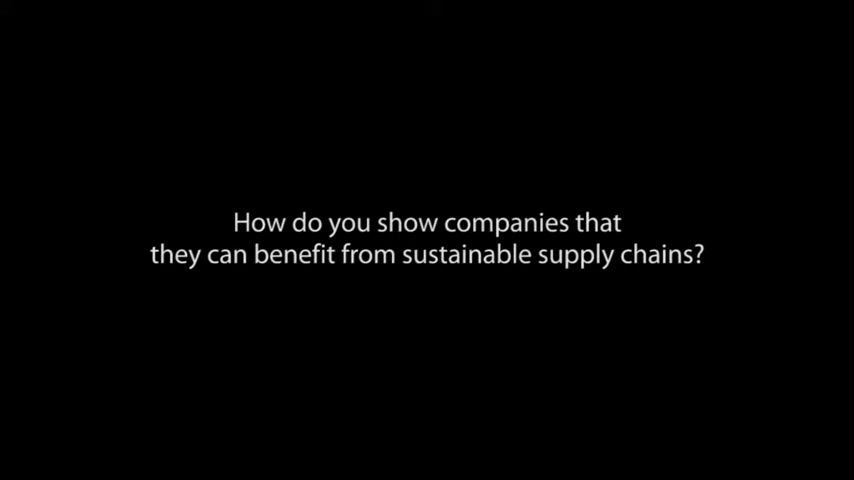 How do you show companies that
they can benefit from sustainable supply chains?